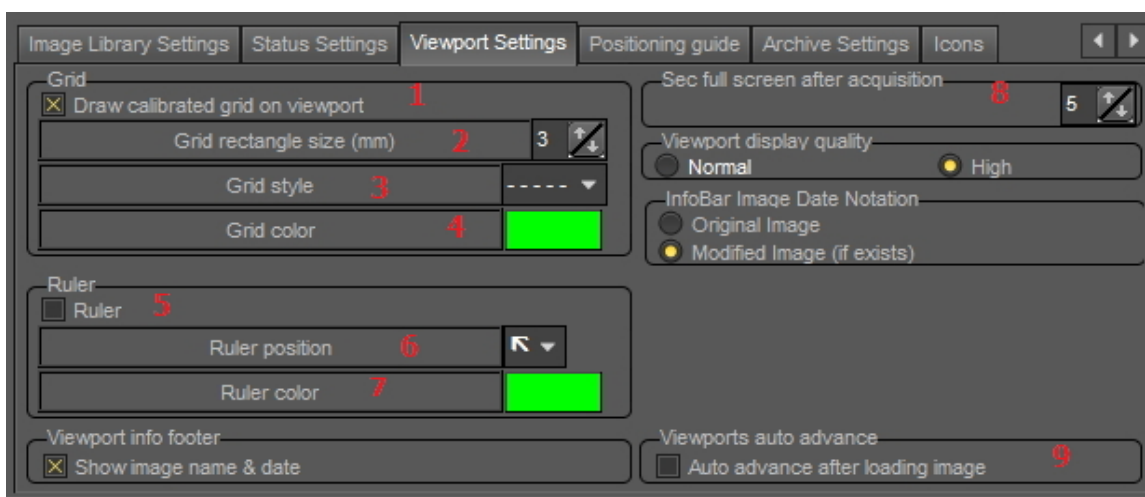 Image Library Settings Status Settings Viewport Settings Positioning guide Archive Settings Icons
Grid
Draw calibrated grid on viewport 1
Grid rectangle size (mm) 2 3
Grid style 3 -----
Grid color 4
Ruler
Ruler 5
Ruler position 6
Ruler color 7
Viewport info footer
Show image name & date
Sec full screen after acquisition
8 5
Viewport display quality
Normal High
InfoBar Image Date Notation
Original Image
Modified Image (if exists)
Viewports auto advance
Auto advance after loading image 9